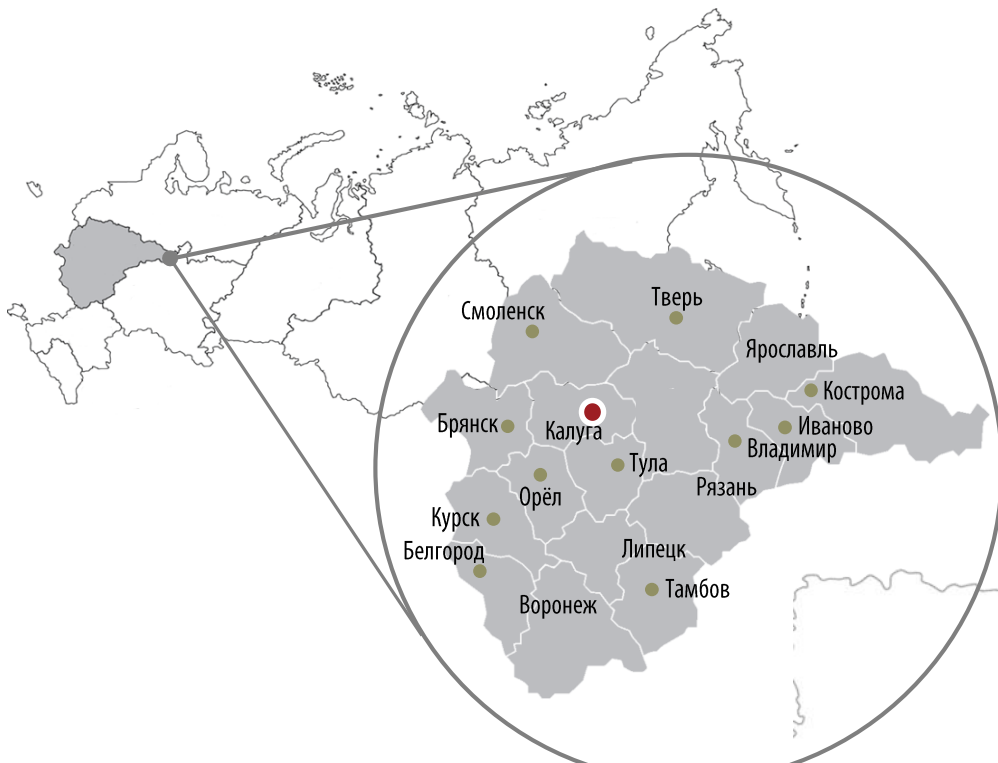 Тверь
Смоленск
Ярославль
Кострома
Брянск
Калуга
Иваново
Владимир
Тула
Рязань
Орёл
Курск
Белгород
Липецк
Тамбов
Воронеж